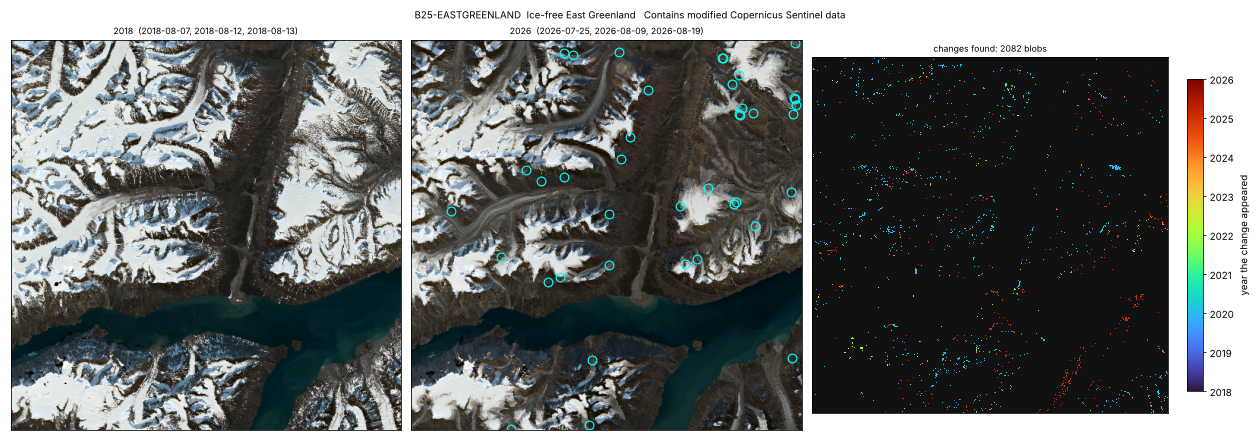 B25-EASTGREENLAND  Ice-free East Greenland   Contains modified Copernicus Sentinel data
2018  (2018-08-07, 2018-08-12, 2018-08-13)
2026  (2026-07-25, 2026-08-09, 2026-08-19)
changes found: 2082 blobs
2026
2025
2024
2023
2022
2021
2020
2019
2018
year the change appeared